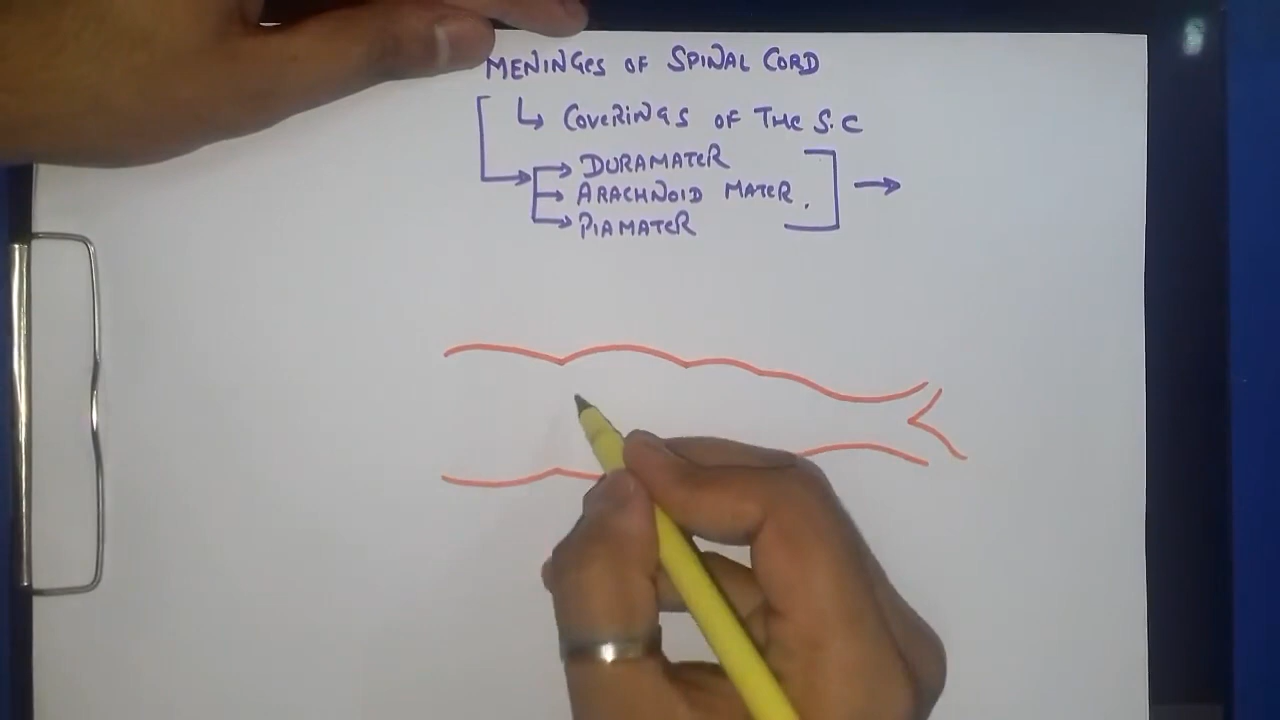 MENINGES OF SPINAL CORD
↳ COVERINGS OF THE S.C
→ DURAMATER
→ ARACHNOID MATER.
→ PIAMATER